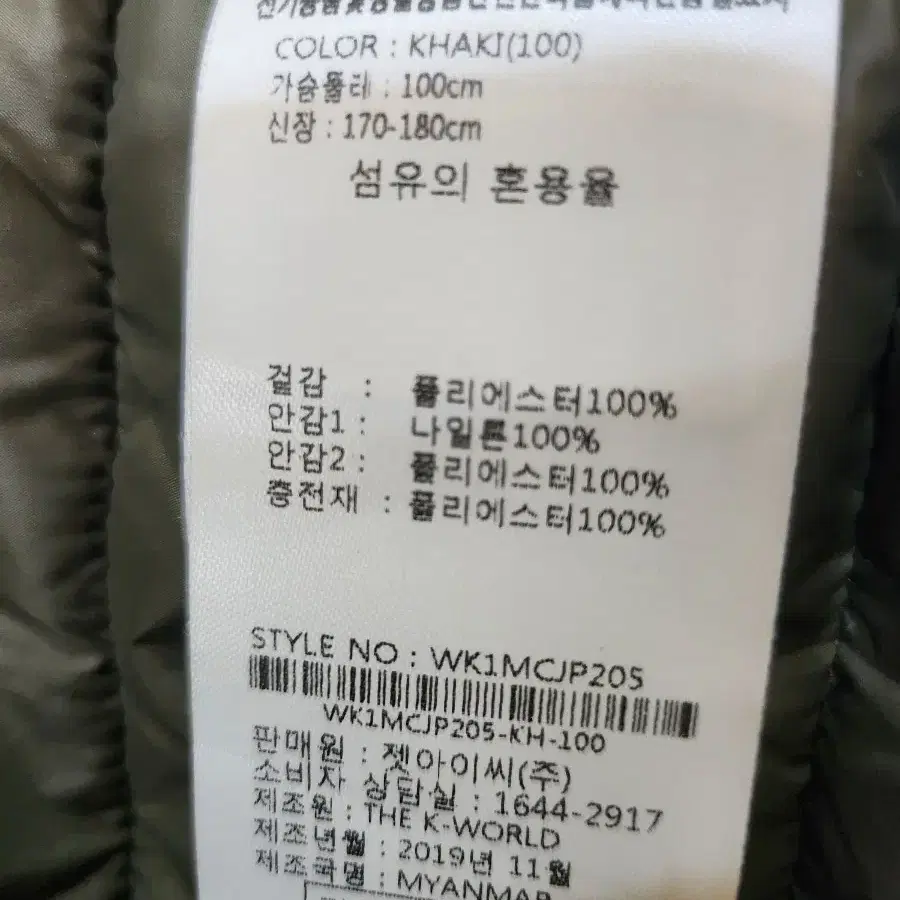 COLOR : KHAKI(100)
가슴둘레 : 100cm
신장 : 170-180cm
섬유의 혼용율
겉감 : 폴리에스터100%
안감1 : 나일론100%
안감2 : 폴리에스터100%
충전재 : 폴리에스터100%
STYLE NO : WK1MCJP205
WK1MCJP205-KH-100
판매원 : 젯아이씨(주)
소비자 상담실 : 1644-2917
제조원 : THE K-WORLD
제조년월 : 2019년 11월
제조국명 : MYANMAR